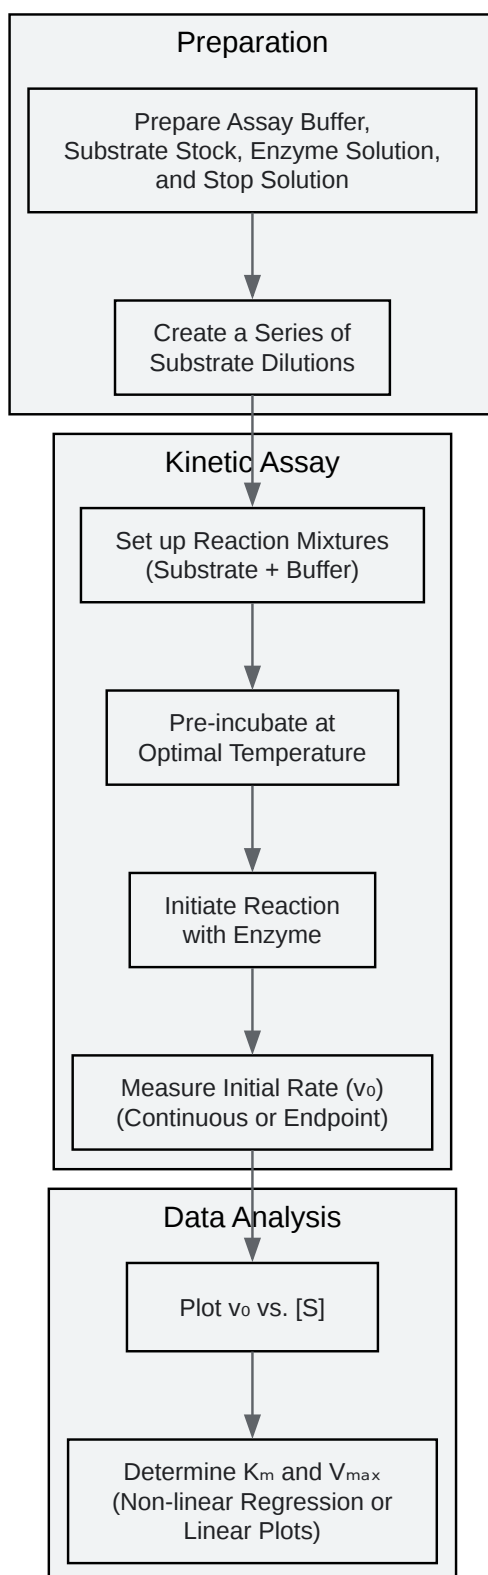 Preparation
Prepare Assay Buffer,
Substrate Stock, Enzyme Solution,
and Stop Solution
Create a Series of
Substrate Dilutions
Kinetic Assay
Set up Reaction Mixtures
(Substrate + Buffer)
Pre-incubate at
Optimal Temperature
Initiate Reaction
with Enzyme
Measure Initial Rate (v₀)
(Continuous or Endpoint)
Data Analysis
Plot v₀ vs. [S]
Determine Kₘ and Vₘₐₓ
(Non-linear Regression or
Linear Plots)